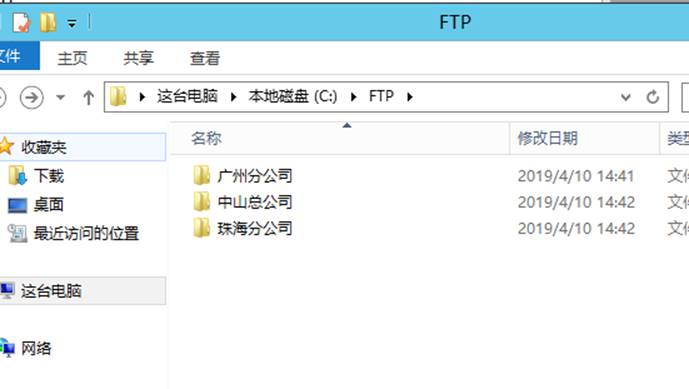 FTP
文件 主页 共享 查看
这台电脑 本地磁盘 (C:) FTP
名称 修改日期 类型
收藏夹
下载
桌面
最近访问的位置
这台电脑
网络
广州分公司 2019/4/10 14:41 文件
中山总公司 2019/4/10 14:42 文件
珠海分公司 2019/4/10 14:42 文件